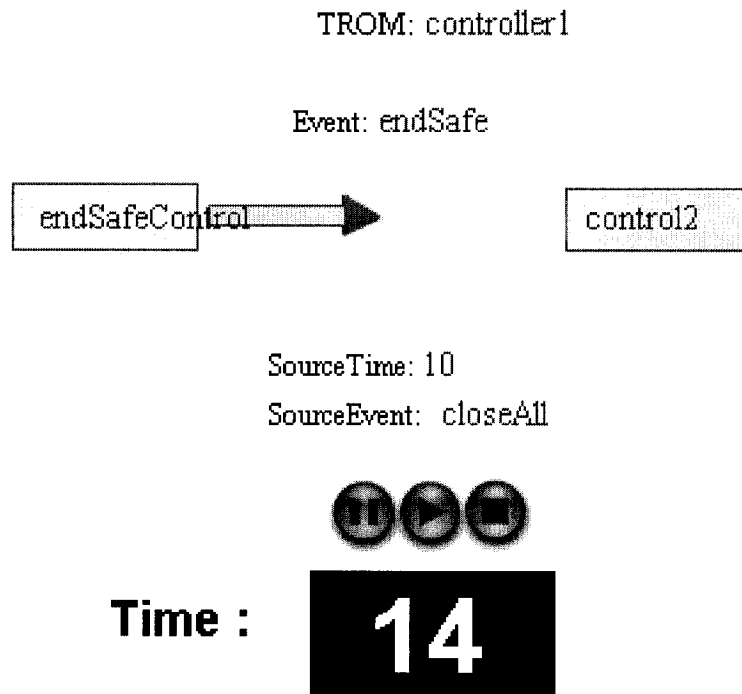 TROM: controller1
Event: endSafe
endSafeControl
control2
SourceTime: 10
SourceEvent: closeAll
Time : 14